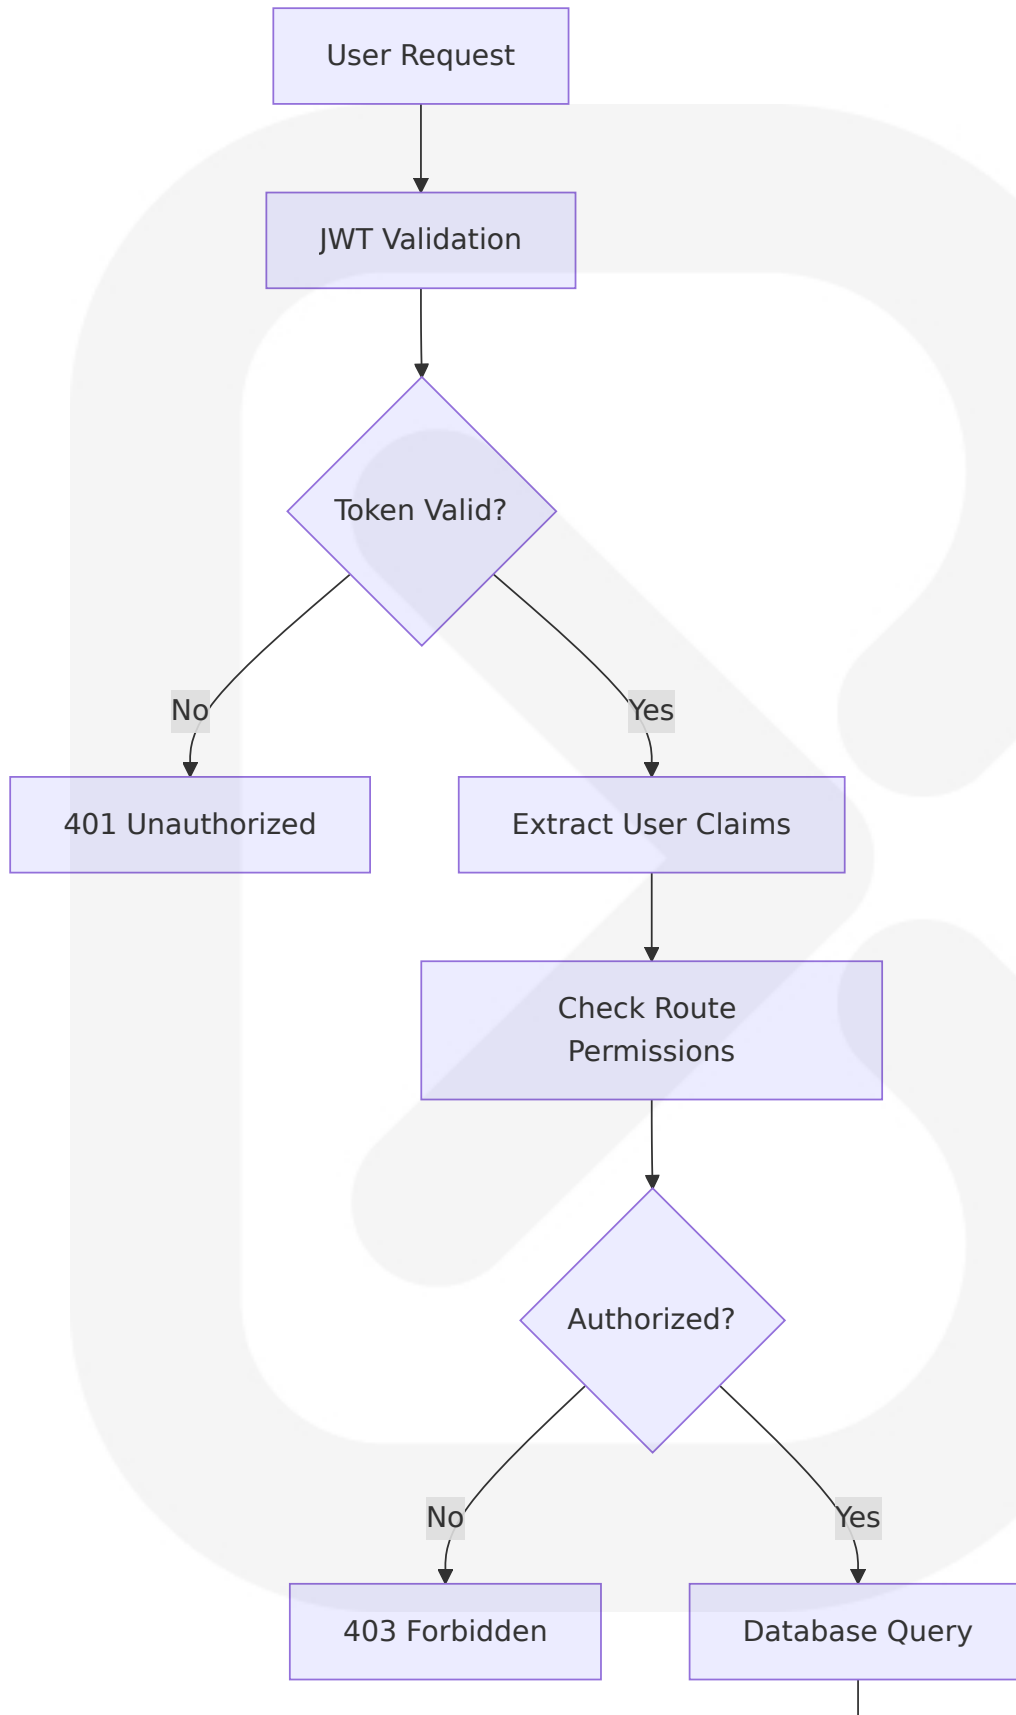 User Request
JWT Validation
Token Valid?
No
Yes
401 Unauthorized
Extract User Claims
Check Route
Permissions
Authorized?
No
Yes
403 Forbidden
Database Query